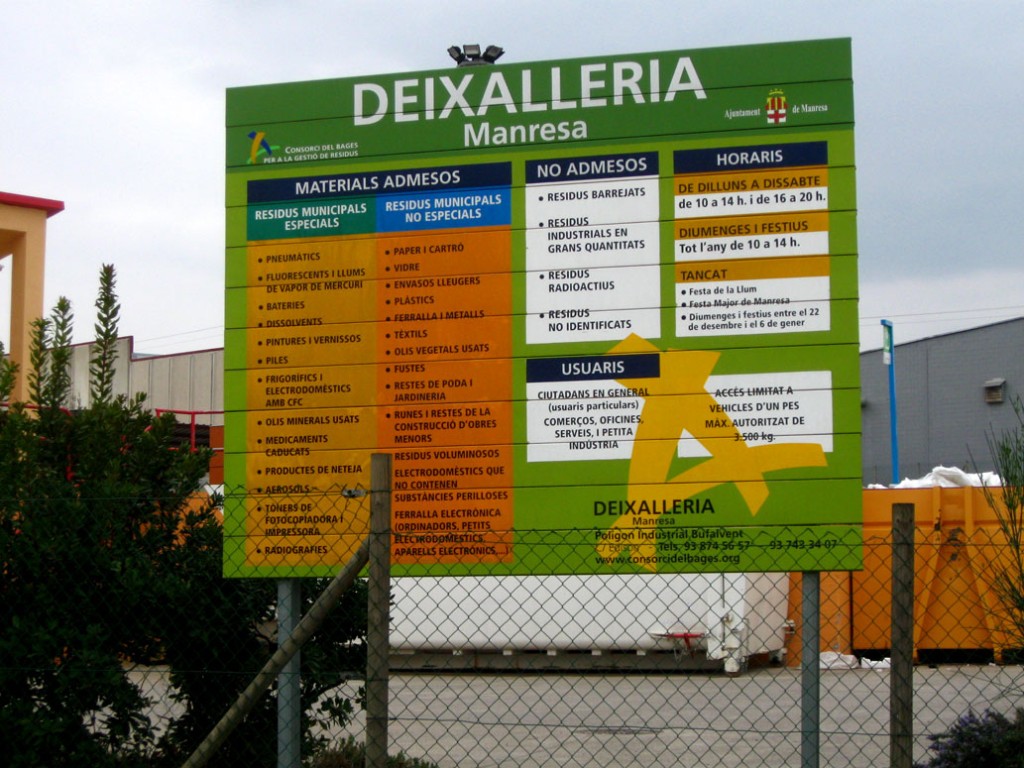 DEIXALLERIA
Manresa
Ajuntament de Manresa
CONSORCI DEL BAGES
PER A LA GESTIÓ DE RESIDUS
MATERIALS ADMESOS
RESIDUS MUNICIPALS
ESPECIALS
• PNEUMÀTICS
• FLUORESCENTS I LLUMS
DE VAPOR DE MERCURI
• BATERIES
• DISSOLVENTS
• PINTURES I VERNISSOS
• PILES
• FRIGORÍFICS I
ELECTRODOMÈSTICS
AMB CFC
• OLIS MINERALS USATS
• MEDICAMENTS
CADUCATS
• PRODUCTES DE NETEJA
• AEROSOLS
• TÒNERS DE
FOTOCOPIADORA I
IMPRESSORA
• RADIOGRAFIES
RESIDUS MUNICIPALS
NO ESPECIALS
• PAPER I CARTRÓ
• VIDRE
• ENVASOS LLEUGERS
• PLÀSTICS
• FERRALLA I METALLS
• TÈXTILS
• OLIS VEGETALS USATS
• FUSTES
• RESTES DE PODA I
JARDINERIA
• RUNES I RESTES DE LA
CONSTRUCCIÓ D'OBRES
MENORS
RESIDUS VOLUMINOSOS
ELECTRODOMÈSTICS QUE
NO CONTENEN
SUBSTÀNCIES PERILLOSES
FERRALLA ELECTRÒNICA
(ORDINADORS, PETITS
ELECTRODOMÈSTICS,
APARELLS ELECTRÒNICS...)
NO ADMESOS
• RESIDUS BARREJATS
• RESIDUS
INDUSTRIALS EN
GRANS QUANTITATS
• RESIDUS
RADIOACTIUS
• RESIDUS
NO IDENTIFICATS
HORARIS
DE DILLUNS A DISSABTE
de 10 a 14 h. i de 16 a 20 h.
DIUMENGES I FESTIUS
Tot l'any de 10 a 14 h.
TANCAT
• Festa de la Llum
• Festa Major de Manresa
• Diumenges i festius entre el 22
de desembre i el 6 de gener
USUARIS
CIUTADANS EN GENERAL
(usuaris particulars)
COMERÇOS, OFICINES,
SERVEIS, I PETITA
INDÚSTRIA
ACCÉS LIMITAT A
VEHICLES D'UN PES
MÀX. AUTORITZAT DE
3.500 kg.
DEIXALLERIA
Manresa
Polígon Industrial Bufalvent
C/ Edison Tels. 93 874 56 57 - 93 743 34 07
www.consorcidelbages.org